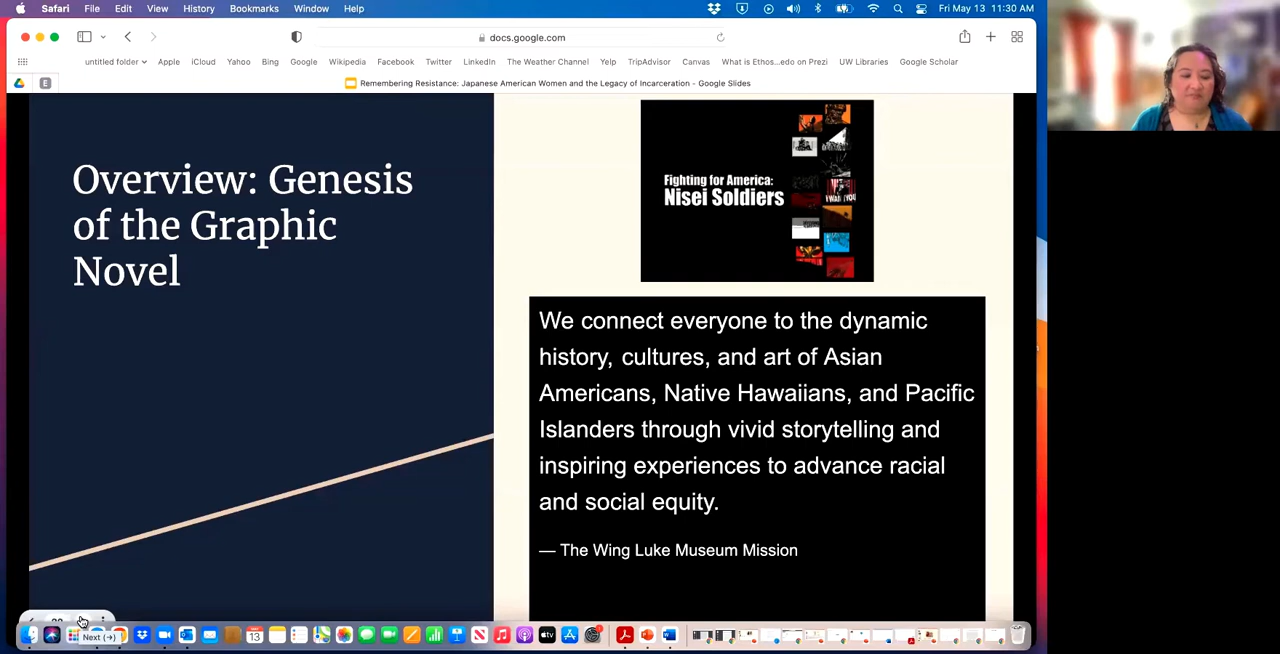 Safari File Edit View History Bookmarks Window Help Fri May 13 11:30 AM
docs.google.com
untitled folder Apple iCloud Yahoo Bing Google Wikipedia Facebook Twitter LinkedIn The Weather Channel Yelp TripAdvisor Canvas What is Ethos...edo on Prezi UW Libraries Google Scholar
E
Remembering Resistance: Japanese American Women and the Legacy of Incarceration - Google Slides
Overview: Genesis
of the Graphic
Novel
Fighting for America:
Nisei Soldiers
I WANT YOU
We connect everyone to the dynamic
history, cultures, and art of Asian
Americans, Native Hawaiians, and Pacific
Islanders through vivid storytelling and
inspiring experiences to advance racial
and social equity.
— The Wing Luke Museum Mission
Next (→)
13
tv